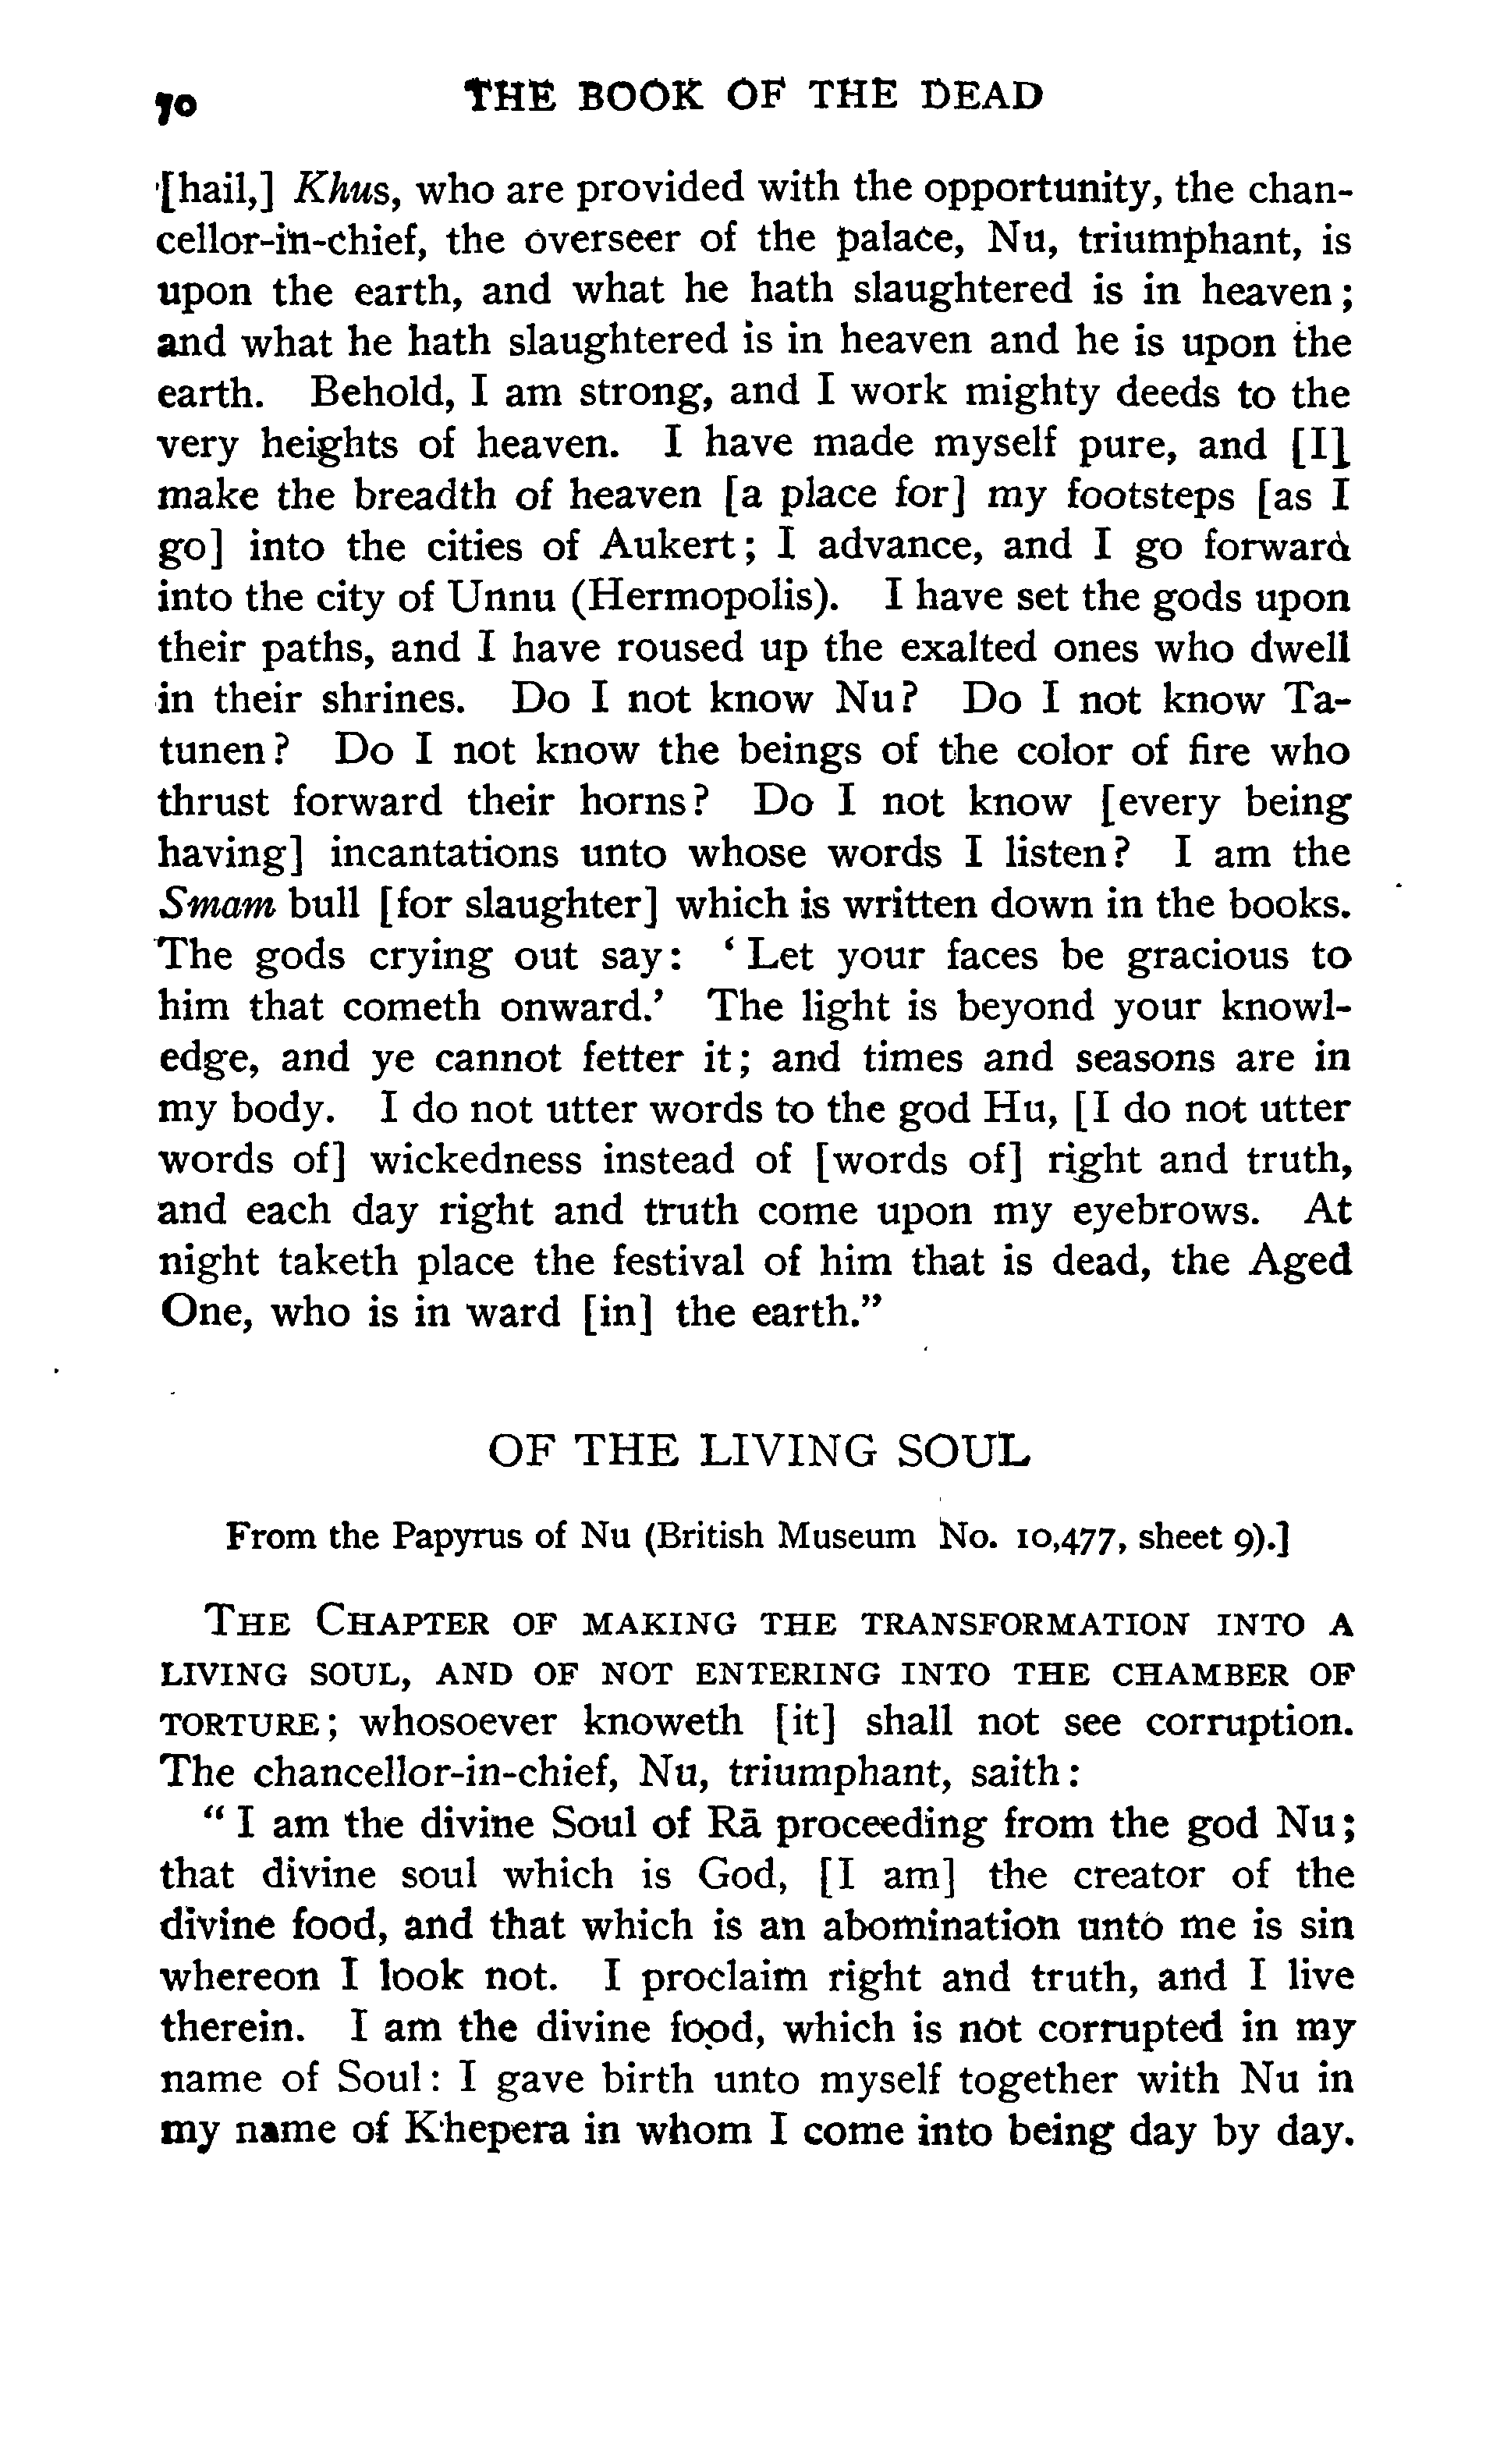 70 THE BOOK OF THE DEAD
[hail,] Khus, who are provided with the opportunity, the chan-
cellor-in-chief, the overseer of the palace, Nu, triumphant, is
upon the earth, and what he hath slaughtered is in heaven;
and what he hath slaughtered is in heaven and he is upon the
earth. Behold, I am strong, and I work mighty deeds to the
very heights of heaven. I have made myself pure, and [I]
make the breadth of heaven [a place for] my footsteps [as I
go] into the cities of Aukert; I advance, and I go forward
into the city of Unnu (Hermopolis). I have set the gods upon
their paths, and I have roused up the exalted ones who dwell
in their shrines. Do I not know Nu? Do I not know Ta-
tunen? Do I not know the beings of the color of fire who
thrust forward their horns? Do I not know [every being
having] incantations unto whose words I listen? I am the
Smam bull [for slaughter] which is written down in the books.
The gods crying out say: ‘Let your faces be gracious to
him that cometh onward.’ The light is beyond your knowl-
edge, and ye cannot fetter it; and times and seasons are in
my body. I do not utter words to the god Hu, [I do not utter
words of] wickedness instead of [words of] right and truth,
and each day right and truth come upon my eyebrows. At
night taketh place the festival of him that is dead, the Aged
One, who is in ward [in] the earth.”
OF THE LIVING SOUL
From the Papyrus of Nu (British Museum No. 10,477, sheet 9).]
THE CHAPTER OF MAKING THE TRANSFORMATION INTO A
LIVING SOUL, AND OF NOT ENTERING INTO THE CHAMBER OF
TORTURE; whosoever knoweth [it] shall not see corruption.
The chancellor-in-chief, Nu, triumphant, saith:
“I am the divine Soul of Rā proceeding from the god Nu;
that divine soul which is God, [I am] the creator of the
divine food, and that which is an abomination unto me is sin
whereon I look not. I proclaim right and truth, and I live
therein. I am the divine food, which is not corrupted in my
name of Soul: I gave birth unto myself together with Nu in
my name of Khepera in whom I come into being day by day.